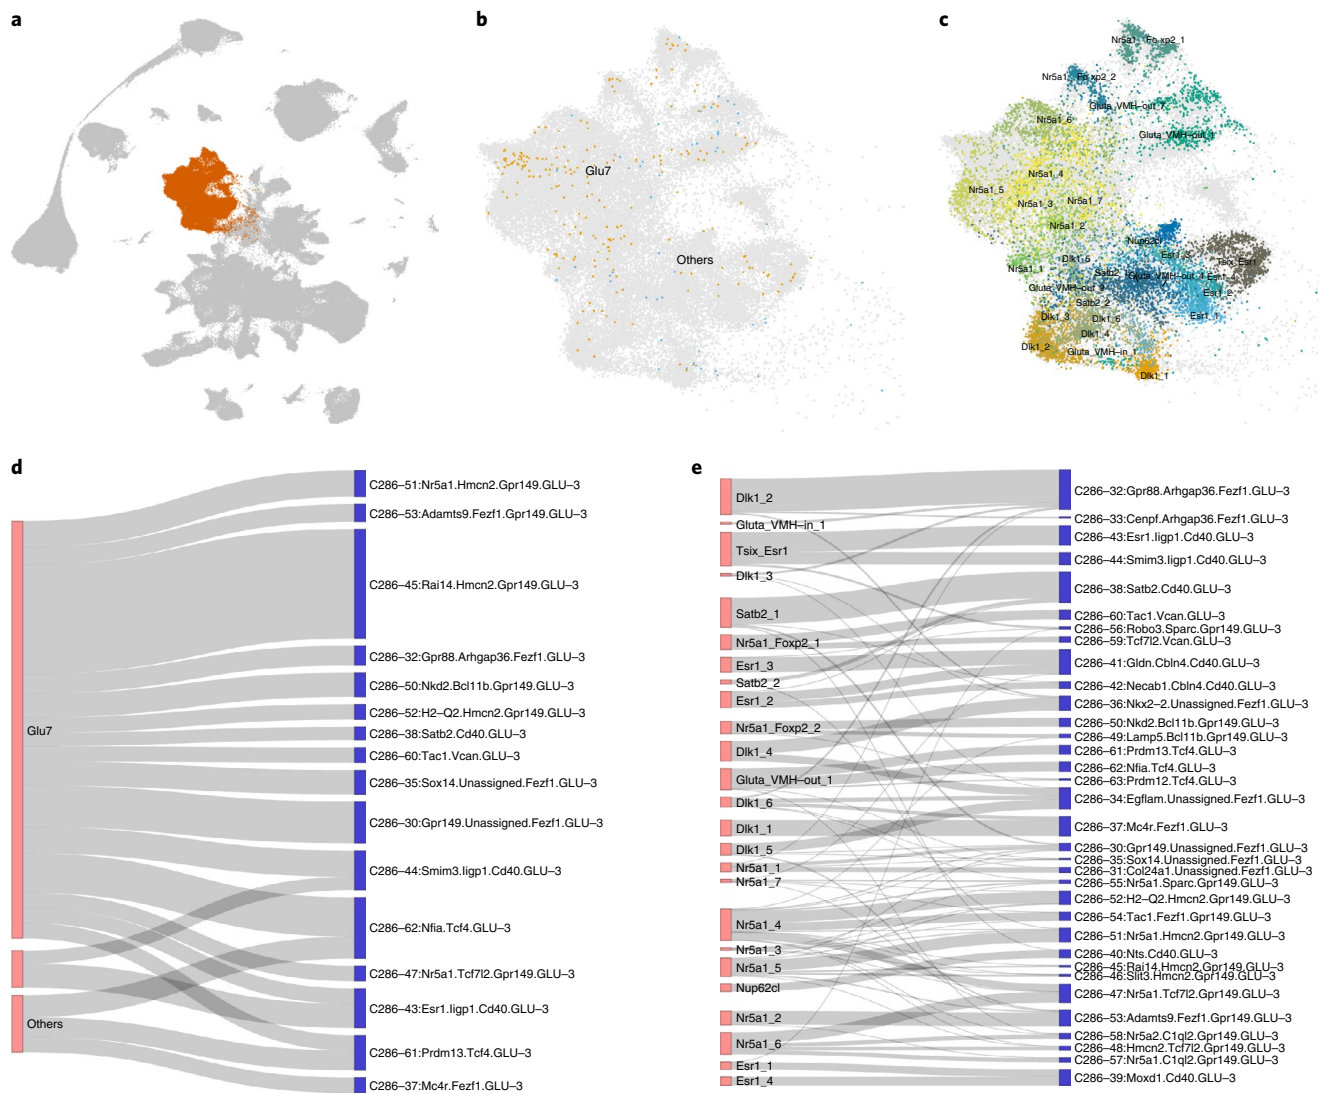 a
b
c
Glu7
Others
Nr5a1_Foxp2_1
Nr5a1_Foxp2_2
Gluta_VMH–out_7
Nr5a1_6
Gluta_VMH–out_1
Nr5a1_4
Nr5a1_5
Nr5a1_3
Nr5a1_7
Nr5a1_2
Nup62cl
Esr1_3
Dlk1_5
Tsix_Esr1
Nr5a1_1
Satb2_1
Gluta_VMH–out_4
Esr1_4
Gluta_VMH–out_3
Esr1_2
Satb2_2
Dlk1_3
Dlk1_6
Esr1_1
Dlk1_4
Dlk1_2
Gluta_VMH–in_1
Dlk1_1
d
Glu7
Others
C286–51:Nr5a1.Hmcn2.Gpr149.GLU–3
C286–53:Adamts9.Fezf1.Gpr149.GLU–3
C286–45:Rai14.Hmcn2.Gpr149.GLU–3
C286–32:Gpr88.Arhgap36.Fezf1.GLU–3
C286–50:Nkd2.Bcl11b.Gpr149.GLU–3
C286–52:H2–Q2.Hmcn2.Gpr149.GLU–3
C286–38:Satb2.Cd40.GLU–3
C286–60:Tac1.Vcan.GLU–3
C286–35:Sox14.Unassigned.Fezf1.GLU–3
C286–30:Gpr149.Unassigned.Fezf1.GLU–3
C286–44:Smim3.Iigp1.Cd40.GLU–3
C286–62:Nfia.Tcf4.GLU–3
C286–47:Nr5a1.Tcf7l2.Gpr149.GLU–3
C286–43:Esr1.Iigp1.Cd40.GLU–3
C286–61:Prdm13.Tcf4.GLU–3
C286–37:Mc4r.Fezf1.GLU–3
e
Dlk1_2
Gluta_VMH–in_1
Tsix_Esr1
Dlk1_3
Satb2_1
Nr5a1_Foxp2_1
Esr1_3
Satb2_2
Esr1_2
Nr5a1_Foxp2_2
Dlk1_4
Gluta_VMH–out_1
Dlk1_6
Dlk1_1
Dlk1_5
Nr5a1_1
Nr5a1_7
Nr5a1_4
Nr5a1_3
Nr5a1_5
Nup62cl
Nr5a1_2
Nr5a1_6
Esr1_1
Esr1_4
C286–32:Gpr88.Arhgap36.Fezf1.GLU–3
C286–33:Cenpf.Arhgap36.Fezf1.GLU–3
C286–43:Esr1.Iigp1.Cd40.GLU–3
C286–44:Smim3.Iigp1.Cd40.GLU–3
C286–38:Satb2.Cd40.GLU–3
C286–60:Tac1.Vcan.GLU–3
C286–56:Robo3.Sparc.Gpr149.GLU–3
C286–59:Tcf7l2.Vcan.GLU–3
C286–41:Gldn.Cbln4.Cd40.GLU–3
C286–42:Necab1.Cbln4.Cd40.GLU–3
C286–36:Nkx2–2.Unassigned.Fezf1.GLU–3
C286–50:Nkd2.Bcl11b.Gpr149.GLU–3
C286–49:Lamp5.Bcl11b.Gpr149.GLU–3
C286–61:Prdm13.Tcf4.GLU–3
C286–62:Nfia.Tcf4.GLU–3
C286–63:Prdm12.Tcf4.GLU–3
C286–34:Egflam.Unassigned.Fezf1.GLU–3
C286–37:Mc4r.Fezf1.GLU–3
C286–30:Gpr149.Unassigned.Fezf1.GLU–3
C286–35:Sox14.Unassigned.Fezf1.GLU–3
C286–31:Col24a1.Unassigned.Fezf1.GLU–3
C286–55:Nr5a1.Sparc.Gpr149.GLU–3
C286–52:H2–Q2.Hmcn2.Gpr149.GLU–3
C286–54:Tac1.Fezf1.Gpr149.GLU–3
C286–51:Nr5a1.Hmcn2.Gpr149.GLU–3
C286–40:Nts.Cd40.GLU–3
C286–45:Rai14.Hmcn2.Gpr149.GLU–3
C286–46:Slit3.Hmcn2.Gpr149.GLU–3
C286–47:Nr5a1.Tcf7l2.Gpr149.GLU–3
C286–53:Adamts9.Fezf1.Gpr149.GLU–3
C286–58:Nr5a2.C1ql2.Gpr149.GLU–3
C286–48:Hmcn2.Tcf7l2.Gpr149.GLU–3
C286–57:Nr5a1.C1ql2.Gpr149.GLU–3
C286–39:Moxd1.Cd40.GLU–3